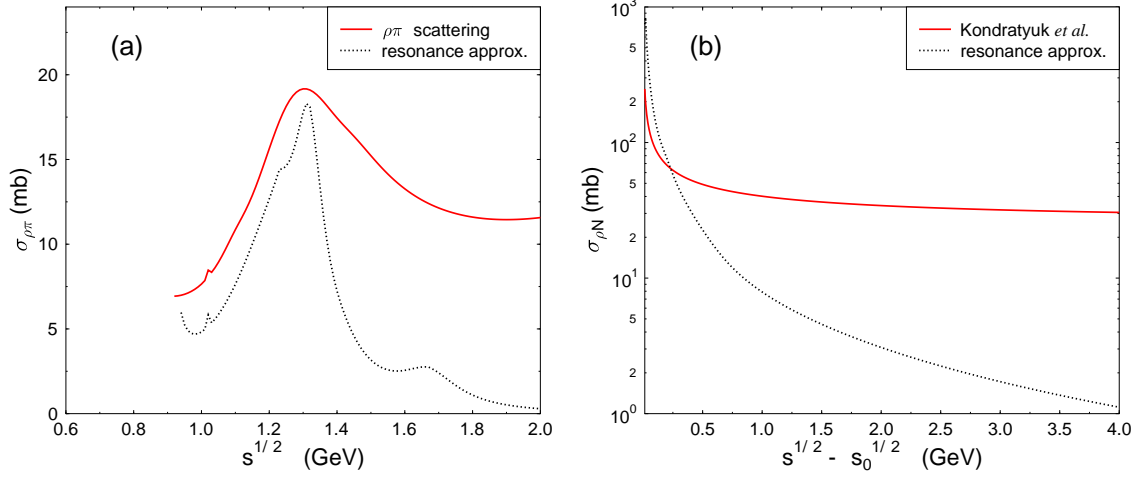 (a)
ρπ scattering
resonance approx.
20
15
10
5
0
σρπ (mb)
0.6 0.8 1.0 1.2 1.4 1.6 1.8 2.0
s^1/2 (GeV)
(b)
Kondratyuk et al.
resonance approx.
10^3
5
2
10^2
5
2
10^1
5
2
10^0
σρN (mb)
0.5 1.0 1.5 2.0 2.5 3.0 3.5 4.0
s^1/2 - s_0^1/2 (GeV)